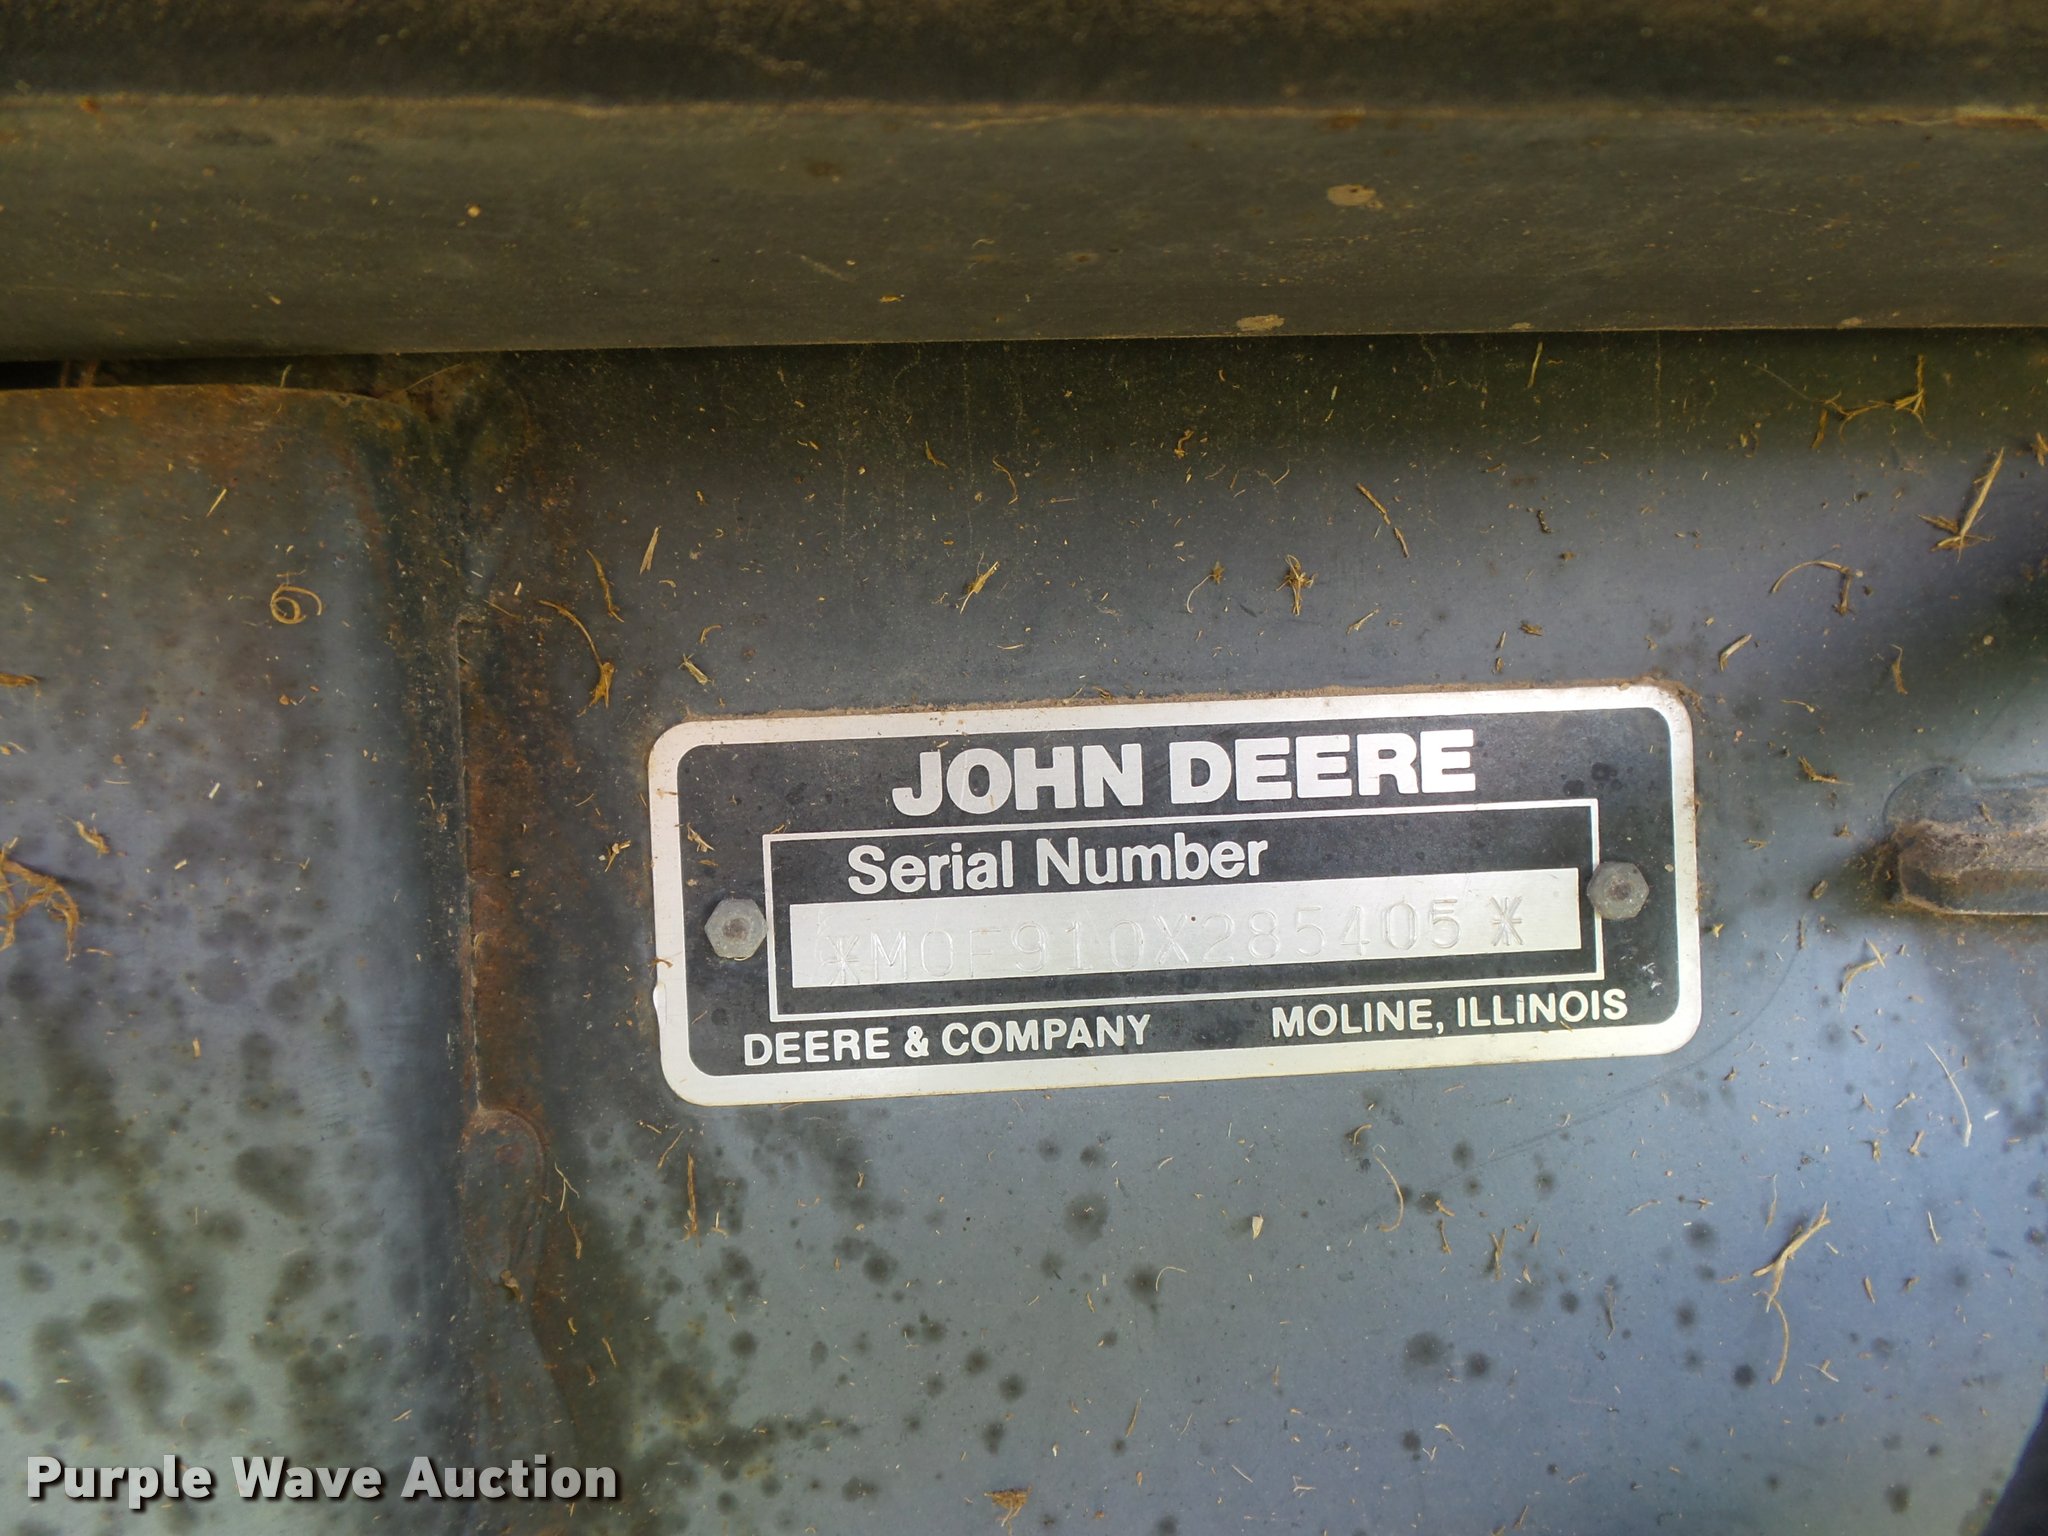 JOHN DEERE
Serial Number
*M0F910X285405*
DEERE & COMPANY MOLINE, ILLINOIS
Purple Wave Auction